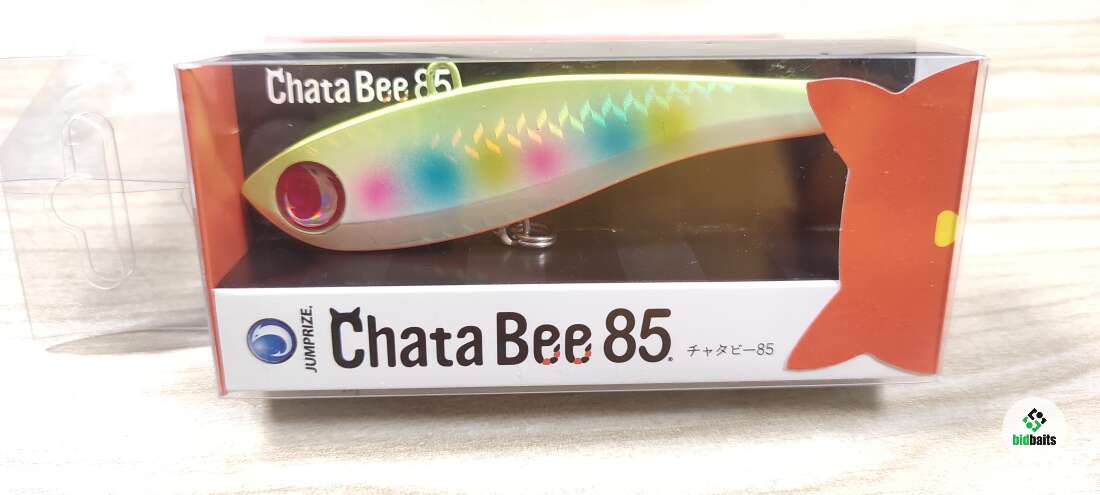 Chata Bee 85
JUMPRIZE.
Chata Bee 85
チャタビー85
bidbaits